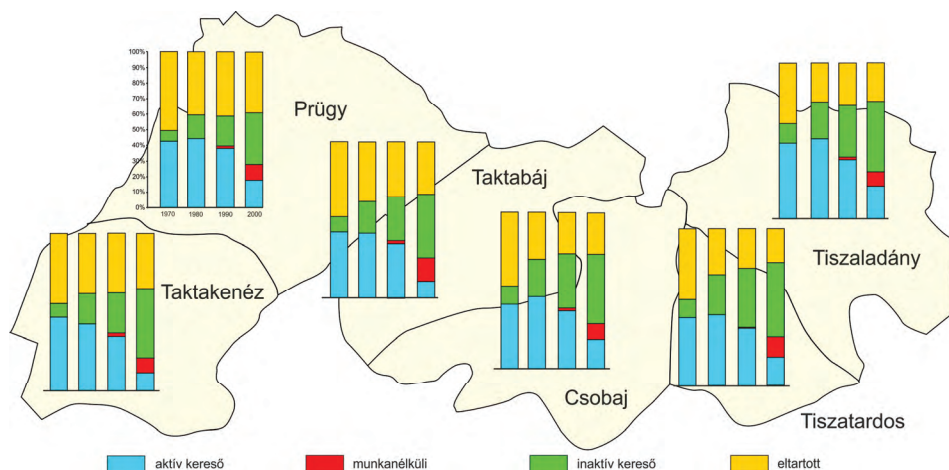 100%
90%
80%
70%
60%
50%
40%
30%
20%
10%
0%
1970 1980 1990 2000
Prügy
Taktabáj
Taktakenéz
Tiszaladány
Csobaj
Tiszatardos
aktív kereső munkanélküli inaktív kereső eltartott